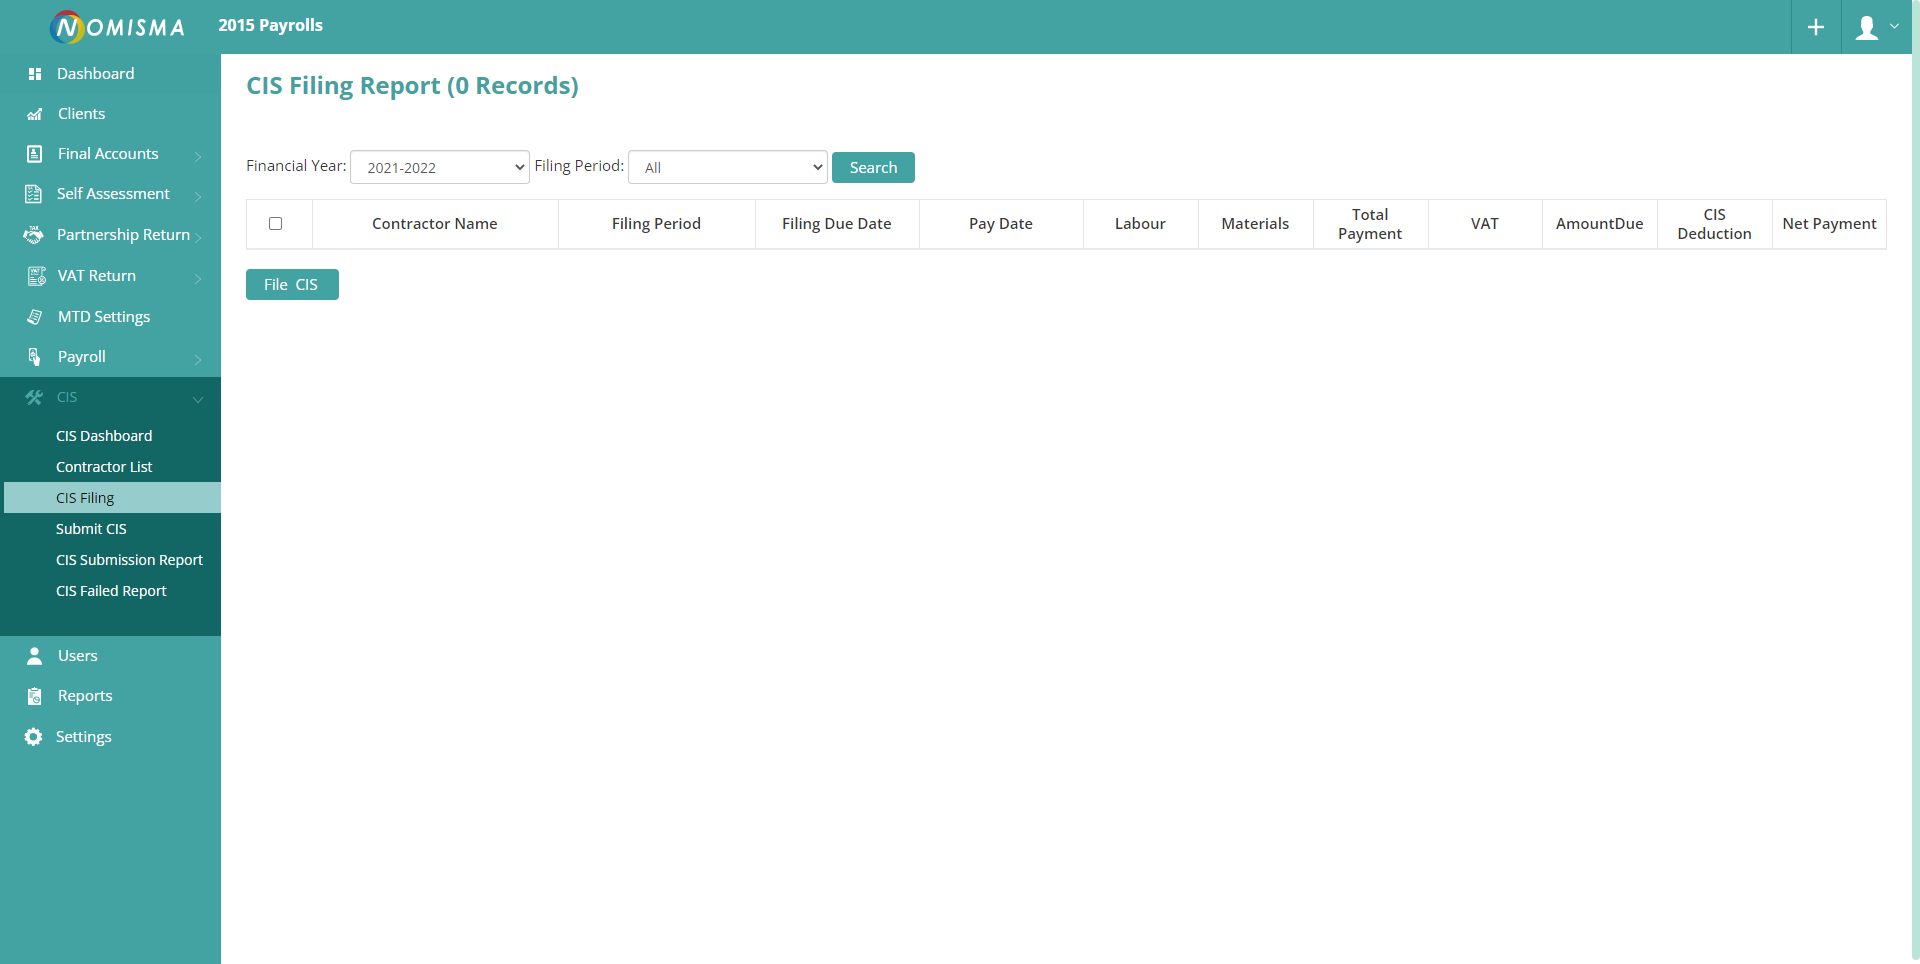 NOMISMA
2015 Payrolls
Dashboard
Clients
Final Accounts
Self Assessment
Partnership Return
VAT Return
MTD Settings
Payroll
CIS
CIS Dashboard
Contractor List
CIS Filing
Submit CIS
CIS Submission Report
CIS Failed Report
Users
Reports
Settings
CIS Filing Report (0 Records)
Financial Year: 2021-2022 Filing Period: All Search
Contractor Name Filing Period Filing Due Date Pay Date Labour Materials Total Payment VAT AmountDue CIS Deduction Net Payment
File CIS